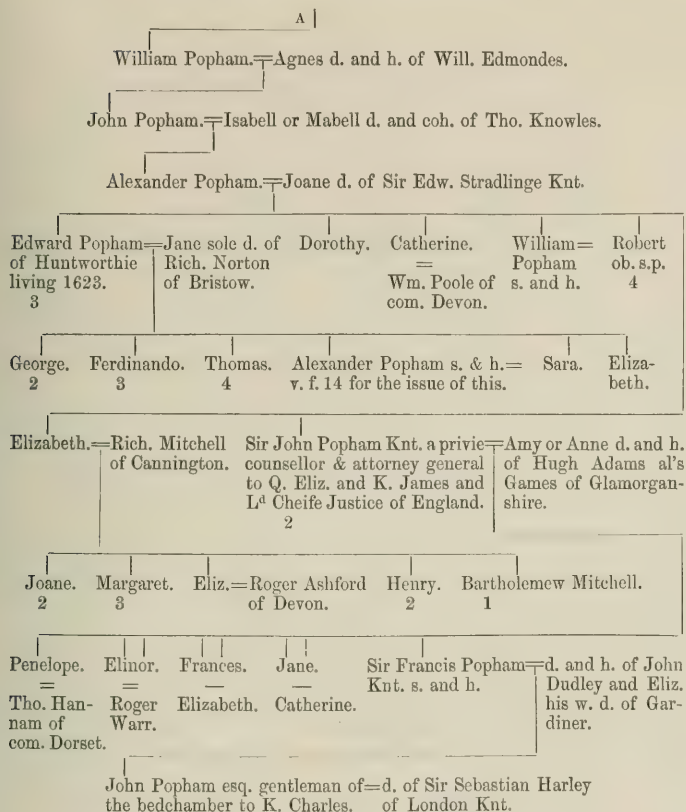 A
William Popham.=Agnes d. and h. of Will. Edmondes.
John Popham.=Isabell or Mabell d. and coh. of Tho. Knowles.
Alexander Popham.=Joane d. of Sir Edw. Stradlinge Knt.
Edward Popham=Jane sole d. of Dorothy. Catherine. William= Robert
of Huntworthie Rich. Norton = Popham ob. s.p.
living 1623. of Bristow. Wm. Poole of s. and h. 4
3 com. Devon.
George. Ferdinando. Thomas. Alexander Popham s. & h.= Sara. Eliza-
2 3 4 v. f. 14 for the issue of this. beth.
Elizabeth.=Rich. Mitchell Sir John Popham Knt. a privie=Amy or Anne d. and h.
of Cannington. counsellor & attorney general of Hugh Adams al's
to Q. Eliz. and K. James and Games of Glamorgan-
Ld Cheife Justice of England. shire.
2
Joane. Margaret. Eliz.=Roger Ashford Henry. Bartholemew Mitchell.
2 3 of Devon. 2 1
Penelope. Elinor. Frances. Jane. Sir Francis Popham=d. and h. of John
= = — — Knt. s. and h. Dudley and Eliz.
Tho. Han- Roger Elizabeth. Catherine. his w. d. of Gar-
nam of Warr. diner.
com. Dorset.
John Popham esq. gentleman of=d. of Sir Sebastian Harley
the bedchamber to K. Charles. of London Knt.